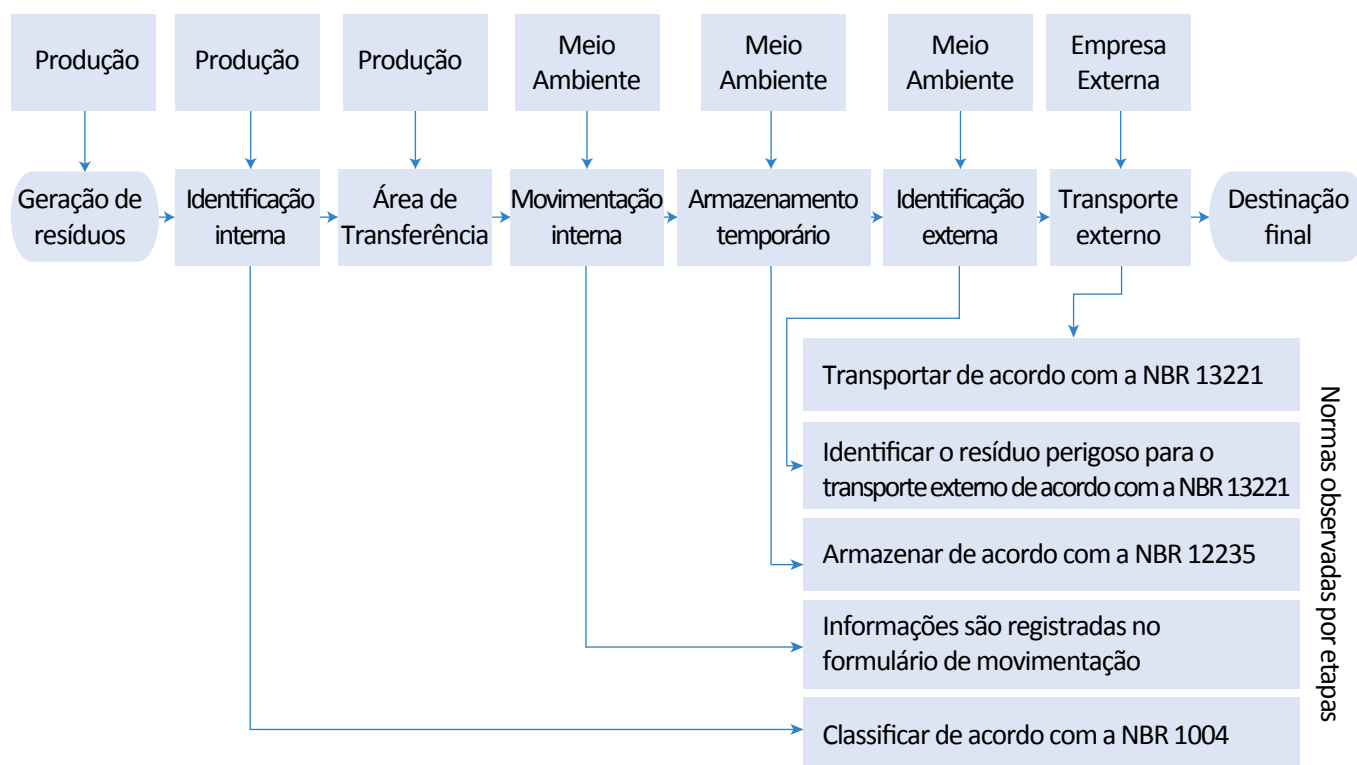 Produção
Produção
Produção
Meio
Ambiente
Meio
Ambiente
Meio
Ambiente
Empresa
Externa
Geração de
resíduos
Identificação
interna
Área de
Transferência
Movimentação
interna
Armazenamento
temporário
Identificação
externa
Transporte
externo
Destinação
final
Transportar de acordo com a NBR 13221
Identificar o resíduo perigoso para o
transporte externo de acordo com a NBR 13221
Armazenar de acordo com a NBR 12235
Informações são registradas no
formulário de movimentação
Classificar de acordo com a NBR 1004
Normas observadas por etapas